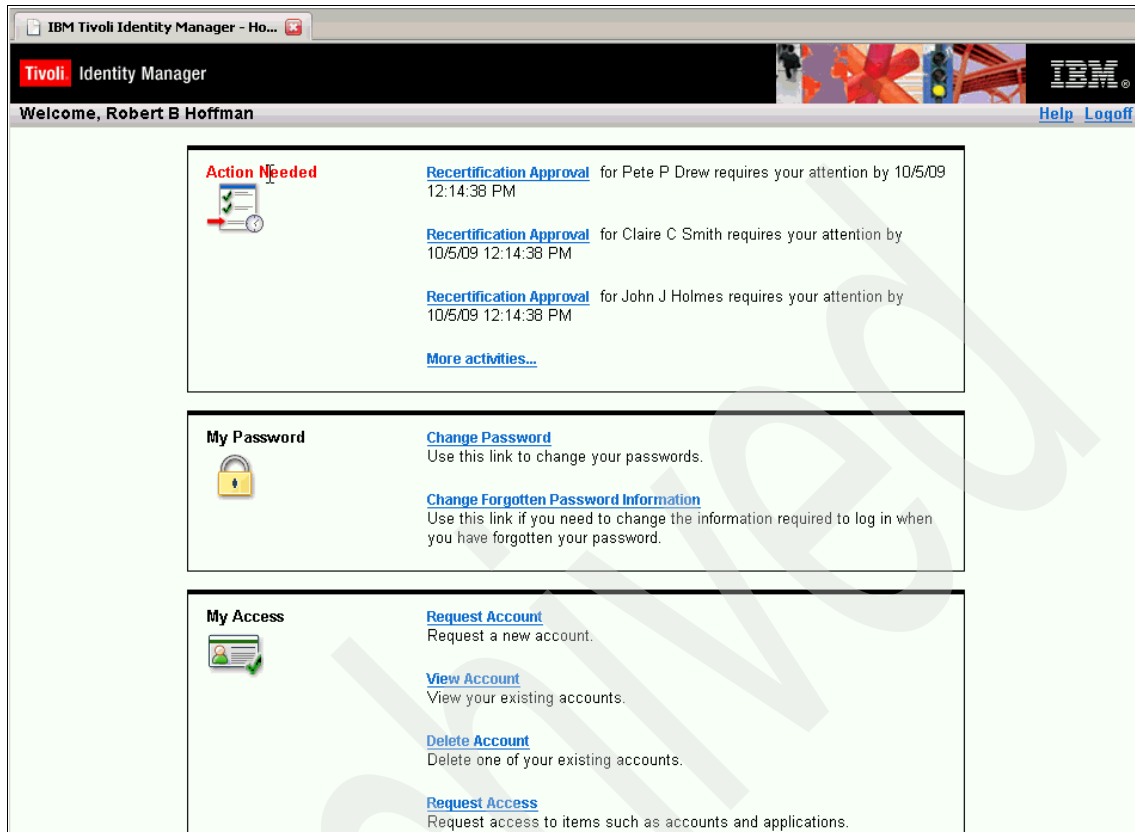 IBM Tivoli Identity Manager - Ho...
Tivoli. Identity Manager
IBM®
Welcome, Robert B Hoffman
Help Logoff
Action Needed
Recertification Approval for Pete P Drew requires your attention by 10/5/09
12:14:38 PM
Recertification Approval for Claire C Smith requires your attention by
10/5/09 12:14:38 PM
Recertification Approval for John J Holmes requires your attention by
10/5/09 12:14:38 PM
More activities...
My Password
Change Password
Use this link to change your passwords.
Change Forgotten Password Information
Use this link if you need to change the information required to log in when
you have forgotten your password.
My Access
Request Account
Request a new account.
View Account
View your existing accounts.
Delete Account
Delete one of your existing accounts.
Request Access
Request access to items such as accounts and applications.
hived